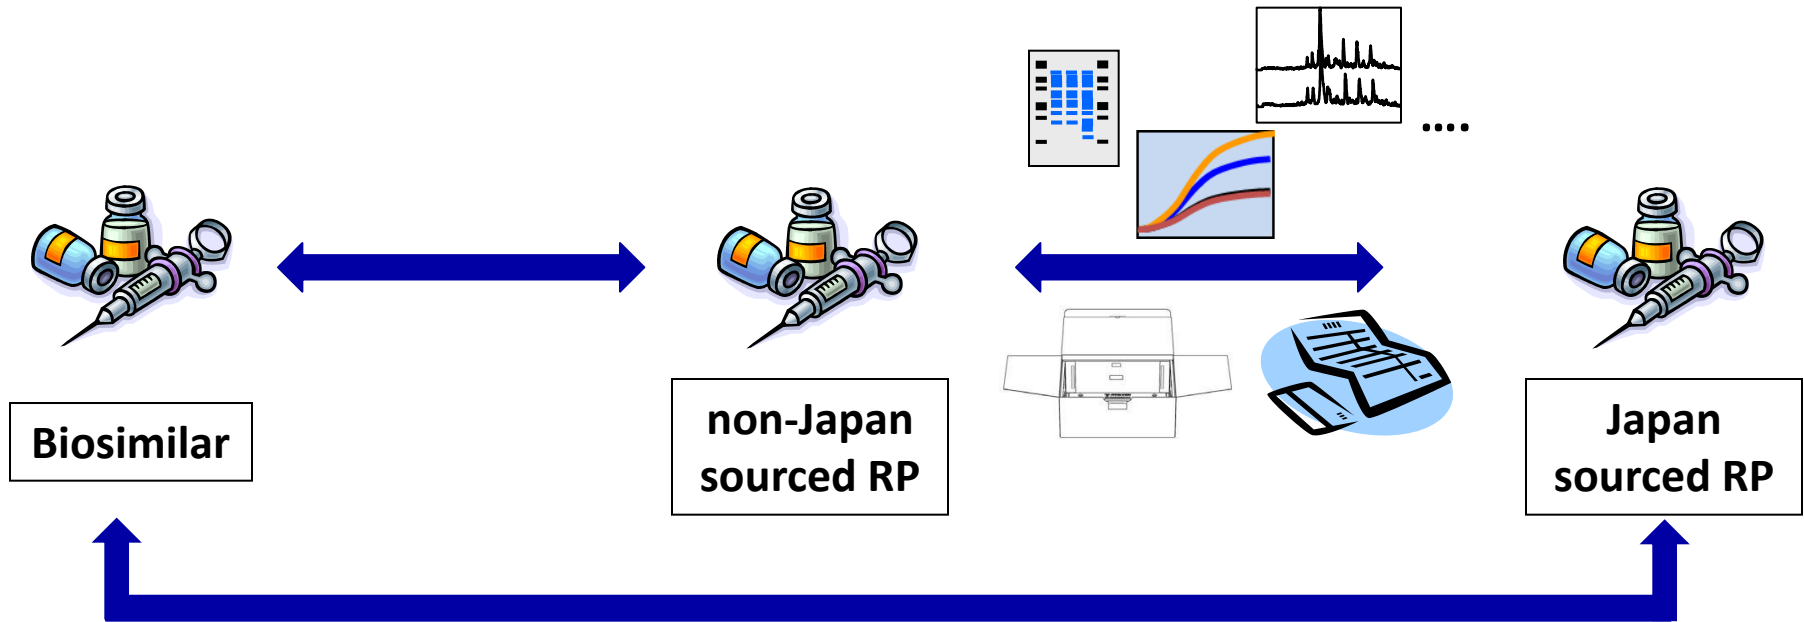 ....
Biosimilar
non-Japan
sourced RP
Japan
sourced RP